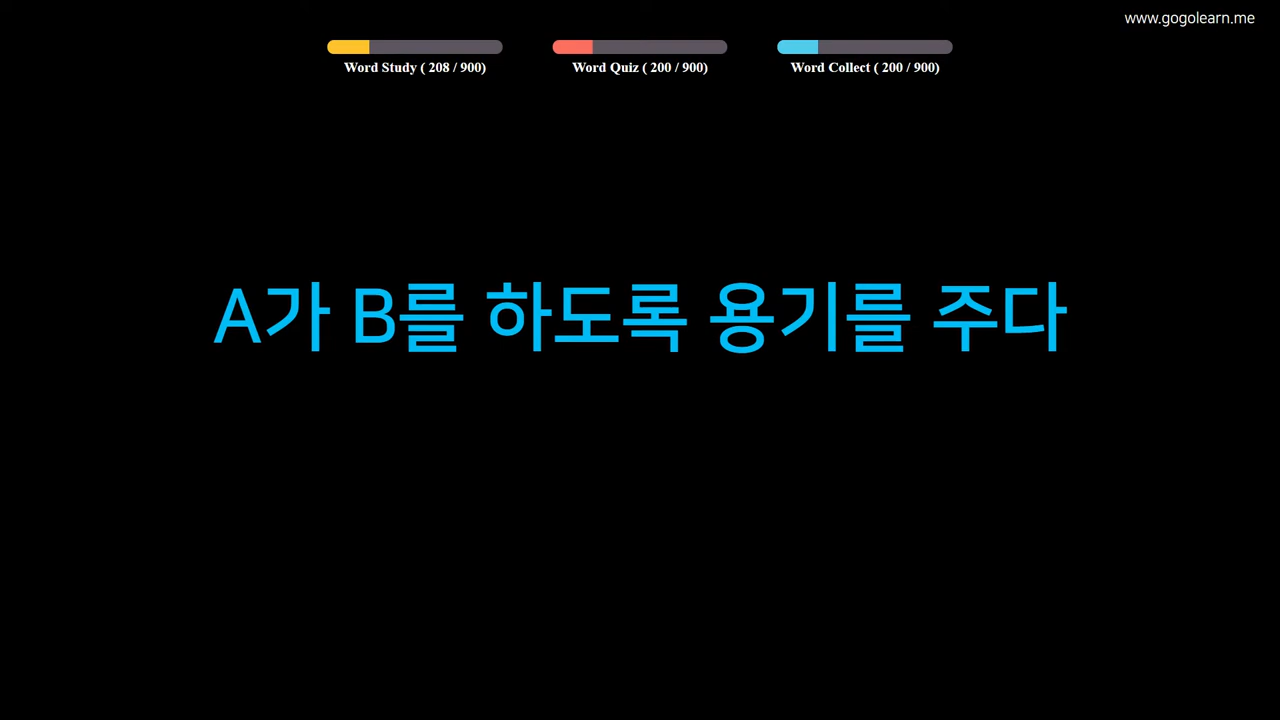 www.gogolearn.me
Word Study ( 208 / 900)
Word Quiz ( 200 / 900)
Word Collect ( 200 / 900)
A가 B를 하도록 용기를 주다